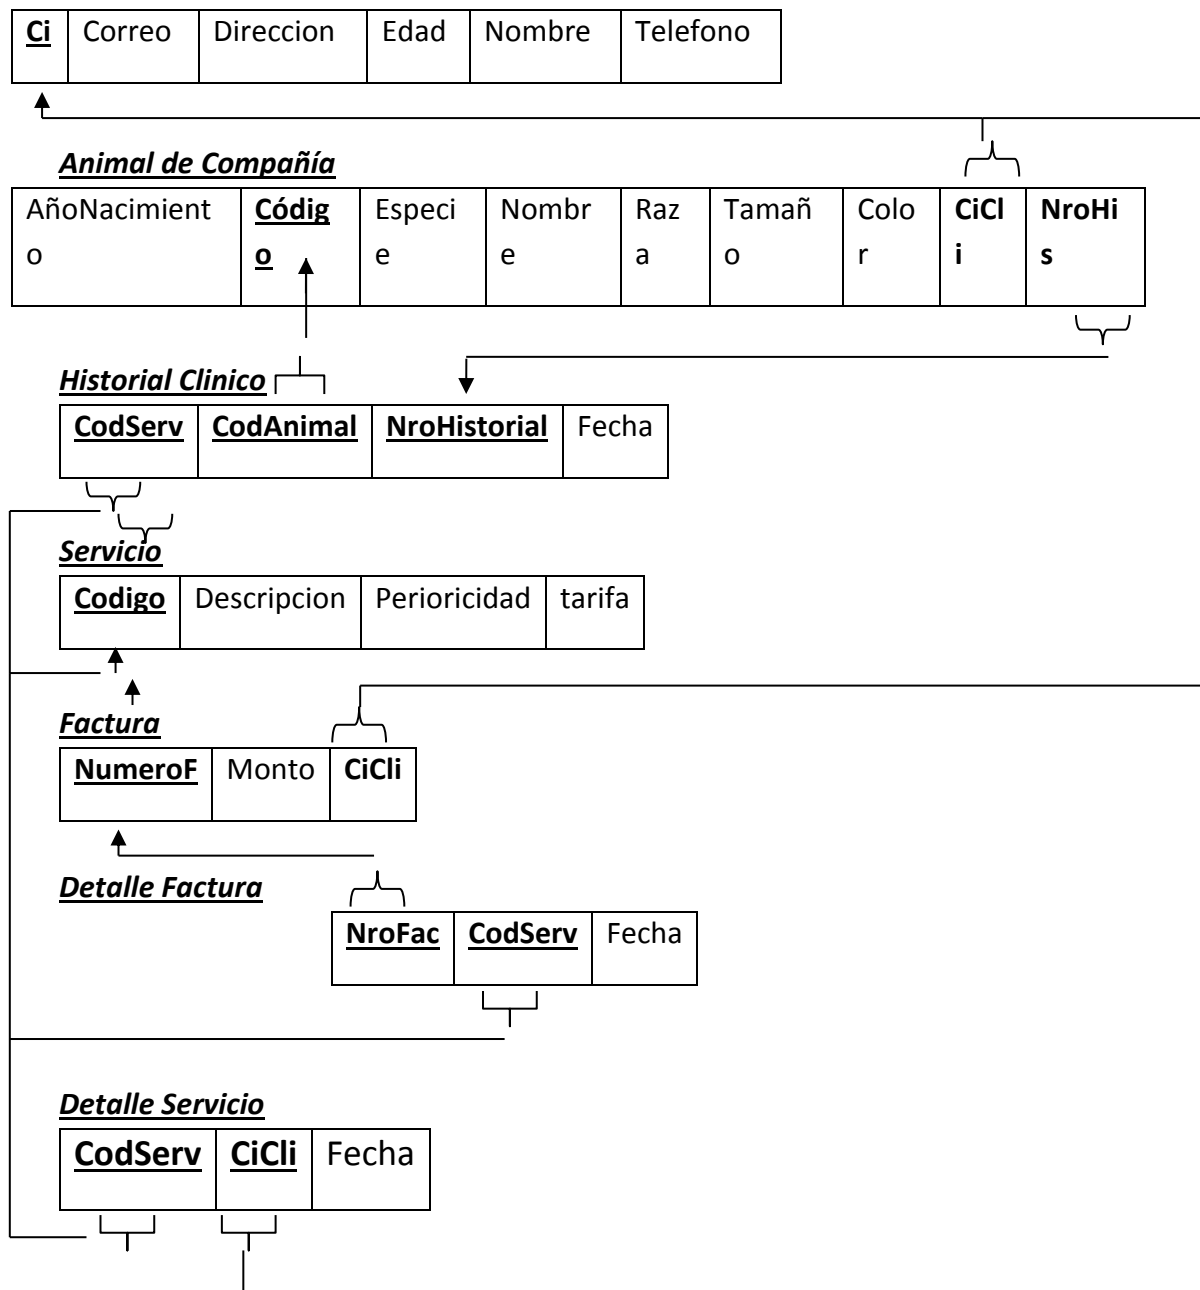 Ci Correo Direccion Edad Nombre Telefono
Animal de Compañía
AñoNacimient Códig Especi Nombr Raz Tamañ Colo CiCl NroHi
o o e e a o r i s
Historial Clinico
CodServ CodAnimal NroHistorial Fecha
Servicio
Codigo Descripcion Perioricidad tarifa
Factura
NumeroF Monto CiCli
Detalle Factura
NroFac CodServ Fecha
Detalle Servicio
CodServ CiCli Fecha